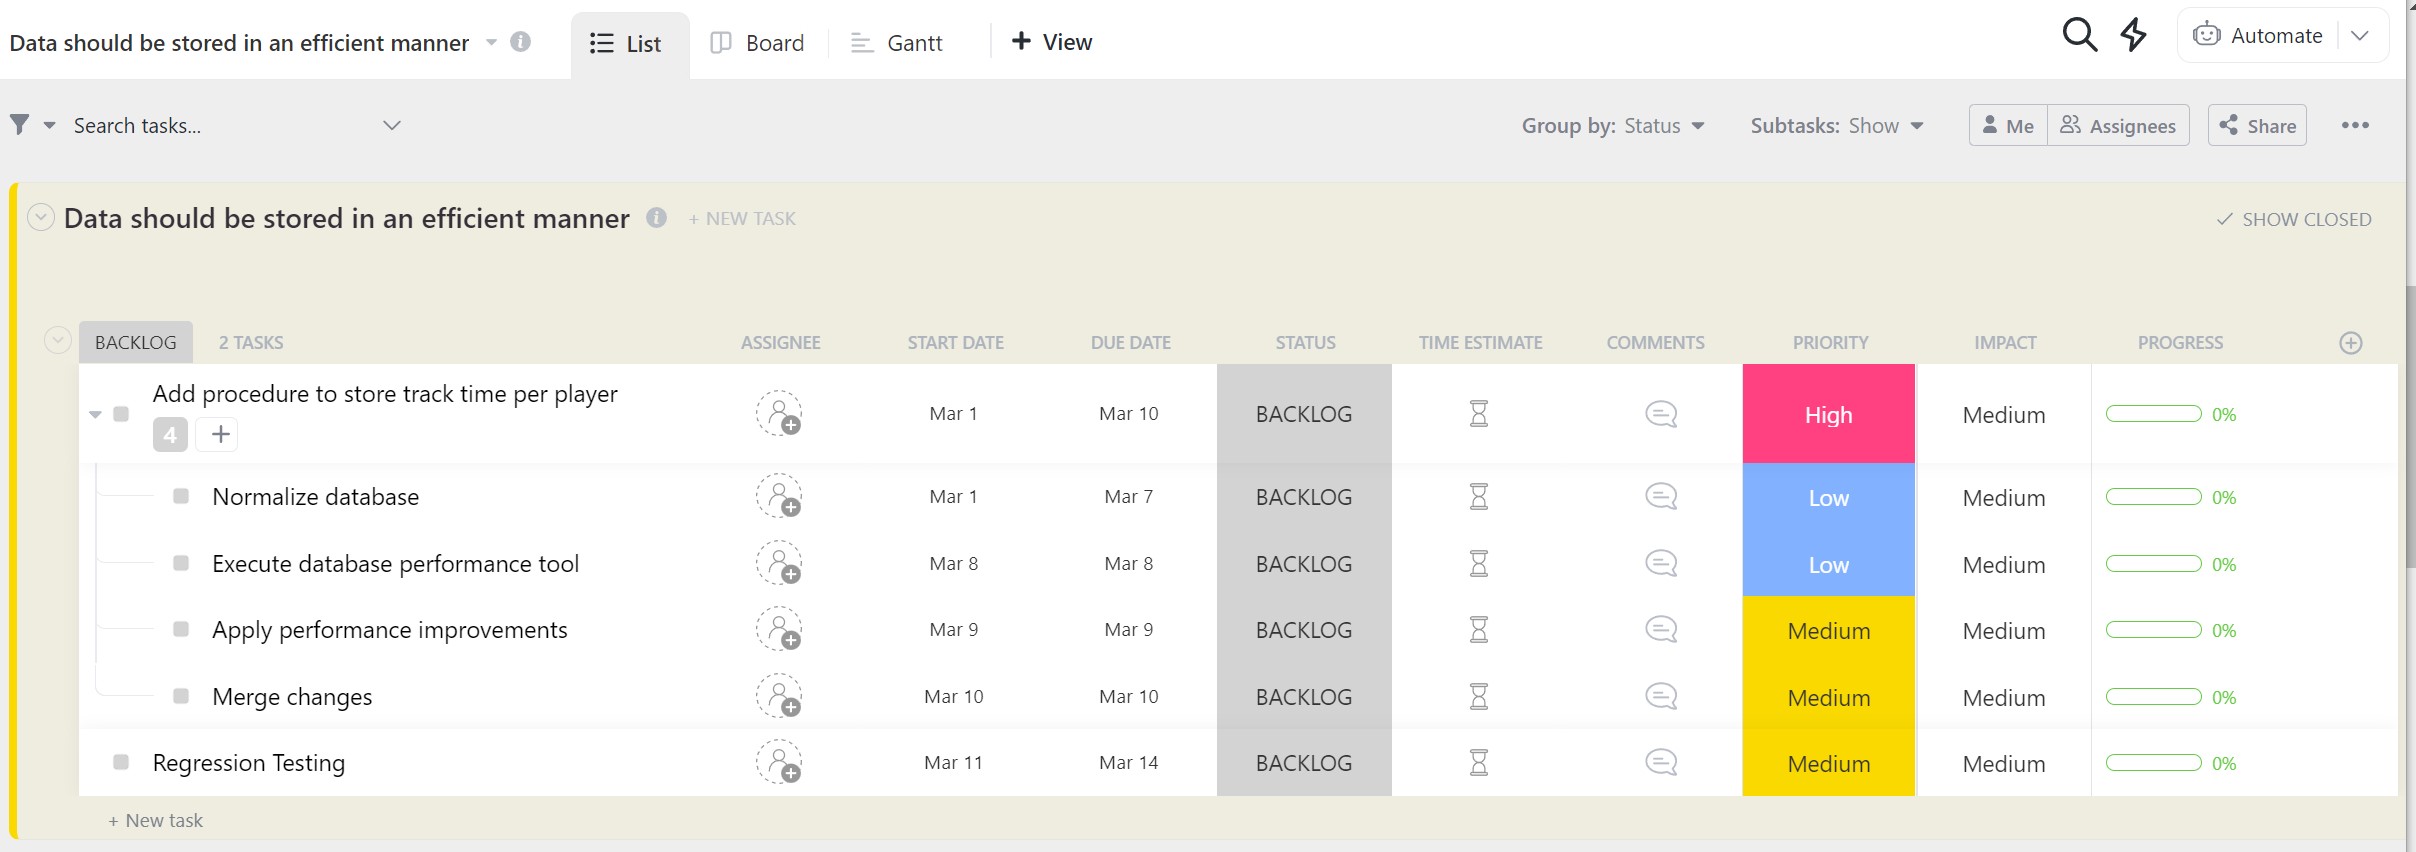 Data should be stored in an efficient manner List Board Gantt + View Automate
Search tasks... Group by: Status Subtasks: Show Me Assignees Share
Data should be stored in an efficient manner + NEW TASK SHOW CLOSED
BACKLOG 2 TASKS ASSIGNEE START DATE DUE DATE STATUS TIME ESTIMATE COMMENTS PRIORITY IMPACT PROGRESS
Add procedure to store track time per player Mar 1 Mar 10 BACKLOG High Medium 0%
4 +
Normalize database Mar 1 Mar 7 BACKLOG Low Medium 0%
Execute database performance tool Mar 8 Mar 8 BACKLOG Low Medium 0%
Apply performance improvements Mar 9 Mar 9 BACKLOG Medium Medium 0%
Merge changes Mar 10 Mar 10 BACKLOG Medium Medium 0%
Regression Testing Mar 11 Mar 14 BACKLOG Medium Medium 0%
+ New task